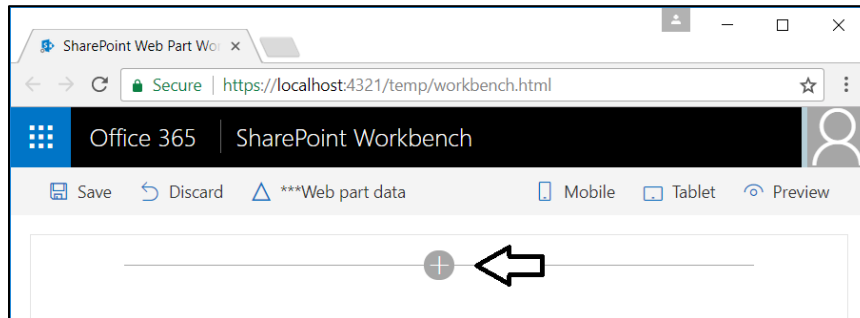 SharePoint Web Part Wo
Secure | https://localhost:4321/temp/workbench.html
Office 365 SharePoint Workbench
Save Discard ***Web part data Mobile Tablet Preview